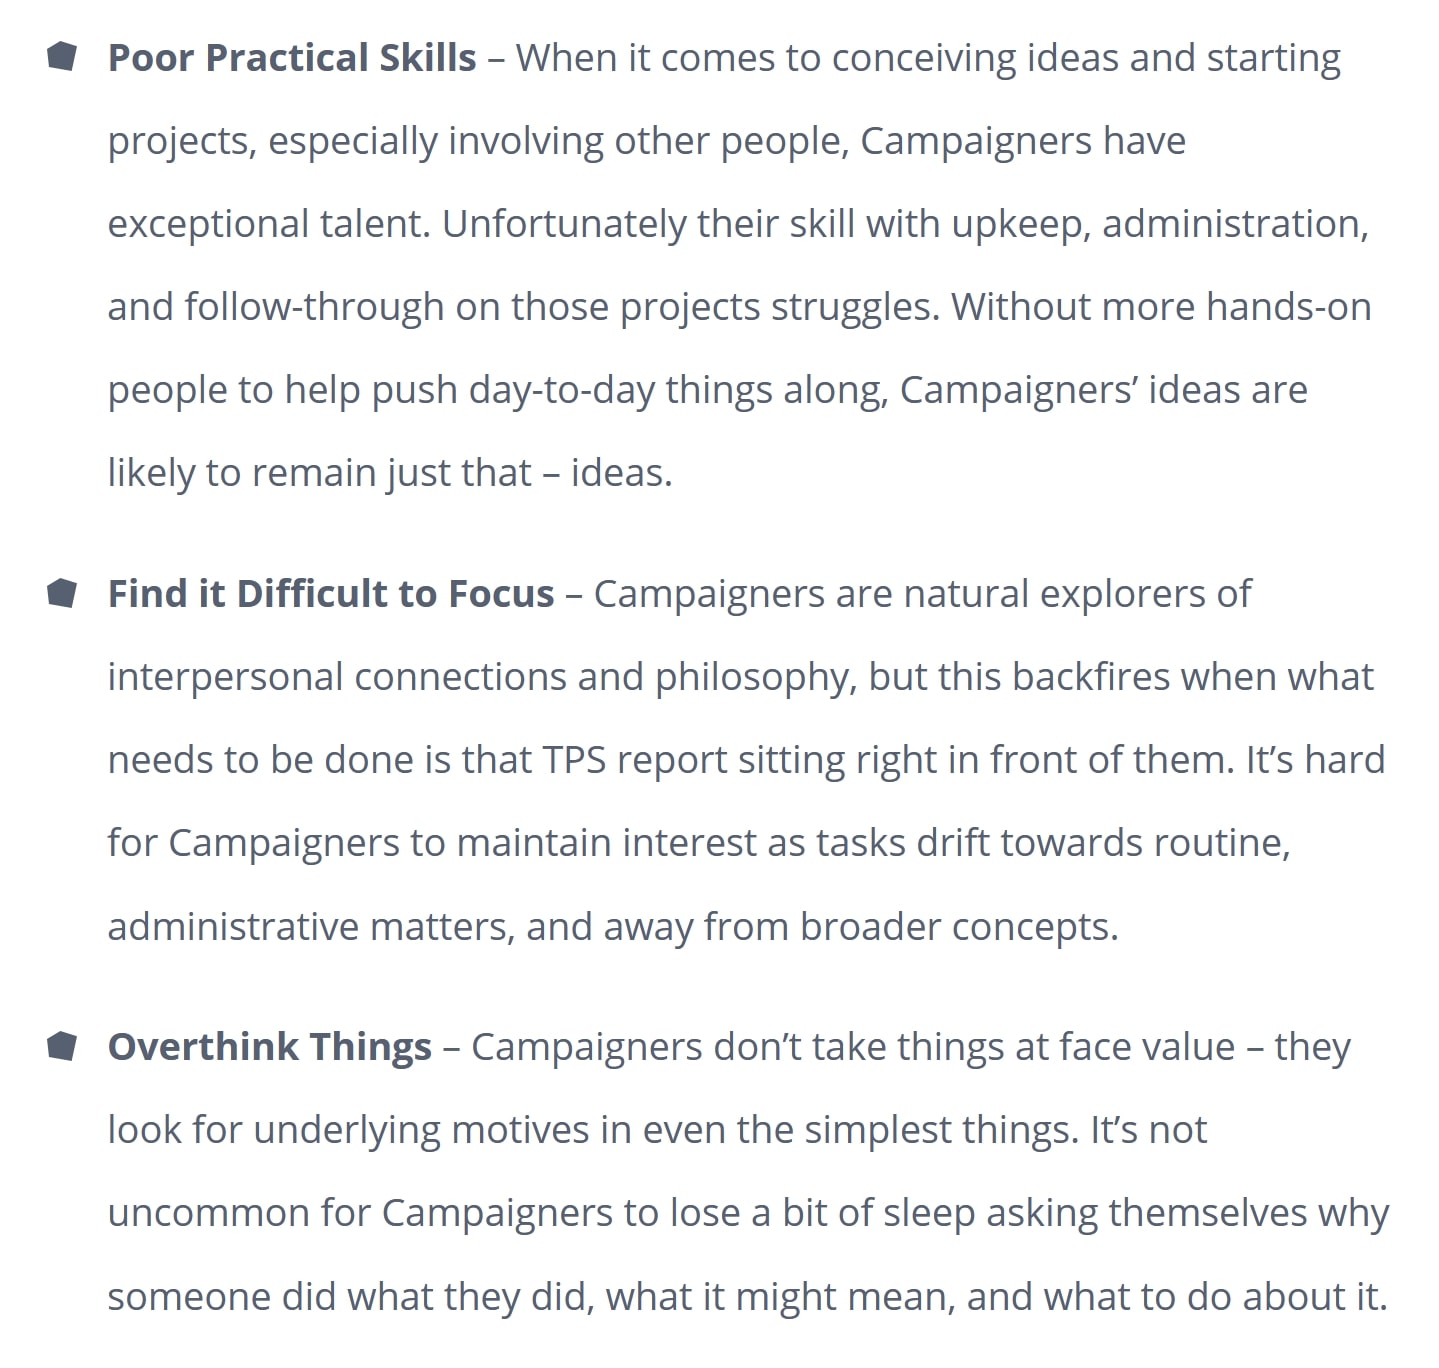 Poor Practical Skills – When it comes to conceiving ideas and starting
projects, especially involving other people, Campaigners have
exceptional talent. Unfortunately their skill with upkeep, administration,
and follow-through on those projects struggles. Without more hands-on
people to help push day-to-day things along, Campaigners’ ideas are
likely to remain just that – ideas.
Find it Difficult to Focus – Campaigners are natural explorers of
interpersonal connections and philosophy, but this backfires when what
needs to be done is that TPS report sitting right in front of them. It’s hard
for Campaigners to maintain interest as tasks drift towards routine,
administrative matters, and away from broader concepts.
Overthink Things – Campaigners don’t take things at face value – they
look for underlying motives in even the simplest things. It’s not
uncommon for Campaigners to lose a bit of sleep asking themselves why
someone did what they did, what it might mean, and what to do about it.